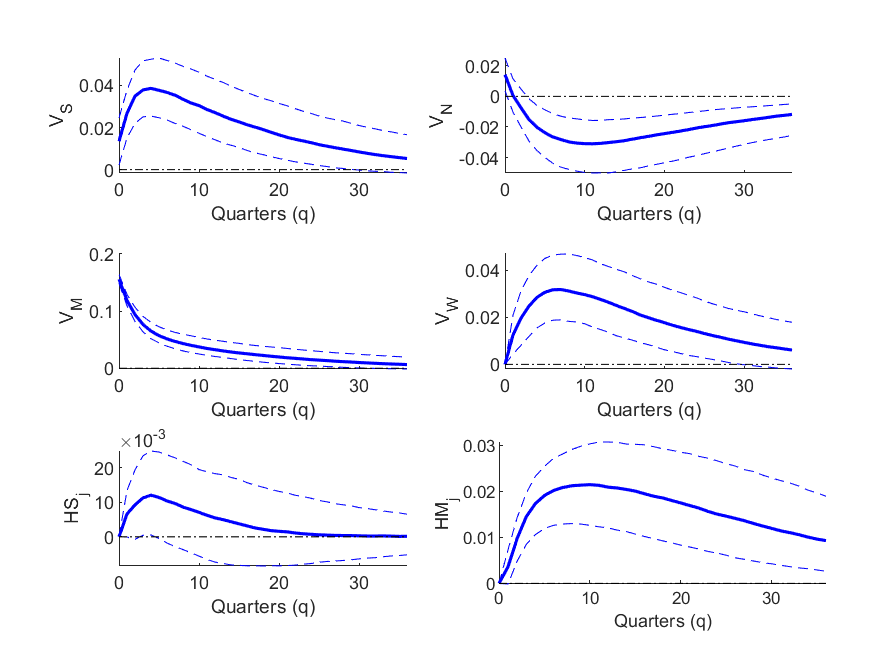 V_S
0.04
0.02
0
0 10 20 30
Quarters (q)
V_N
0.02
0
-0.02
-0.04
0 10 20 30
Quarters (q)
V_M
0.2
0.1
0
0 10 20 30
Quarters (q)
V_W
0.04
0.02
0
0 10 20 30
Quarters (q)
HS_j
×10^-3
20
10
0
0 10 20 30
Quarters (q)
HM_j
0.03
0.02
0.01
0
0 10 20 30
Quarters (q)